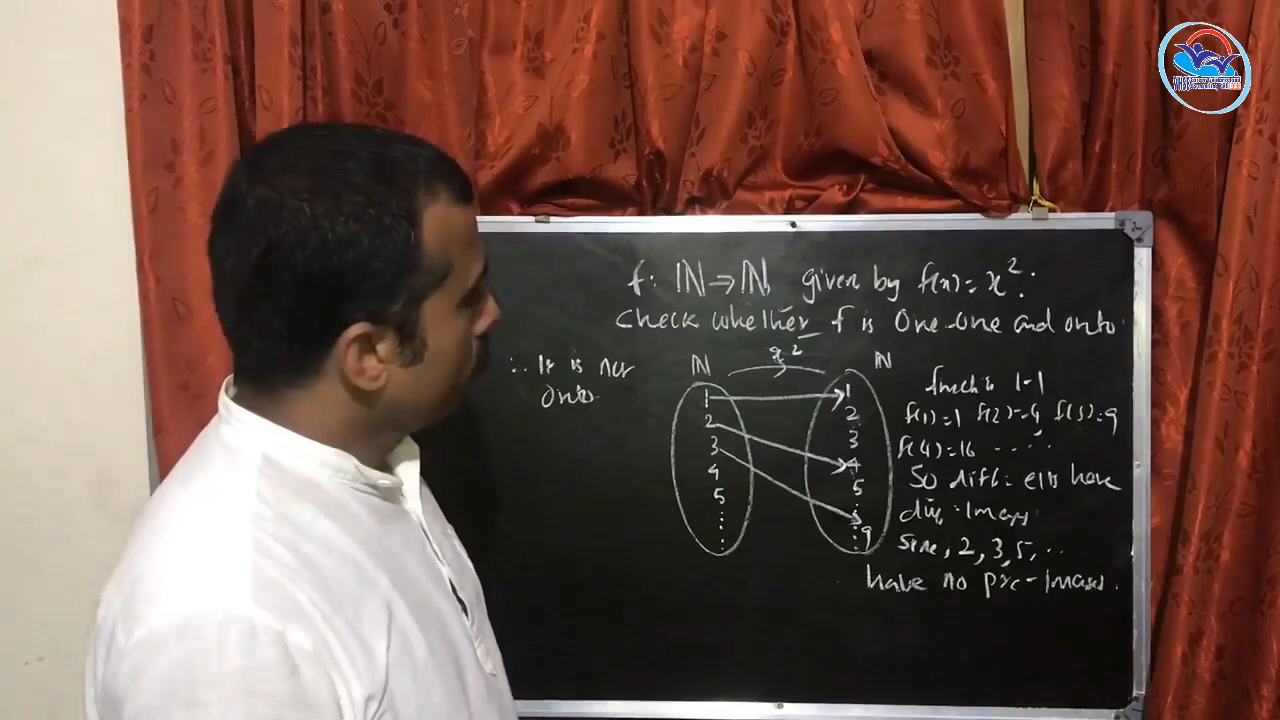 f: ℕ → ℕ given by f(x) = x².
Check whether f is One-One and onto
∴ It is not
onto
ℕ x² ℕ
1
2
3
4
5
1
2
3
4
5
9
1-1
f(1)=1 f(2)=4 f(3)=9
f(4)=16 .....
So diff: elts have
Since, 2, 3, 5, ..
have no pre-images.